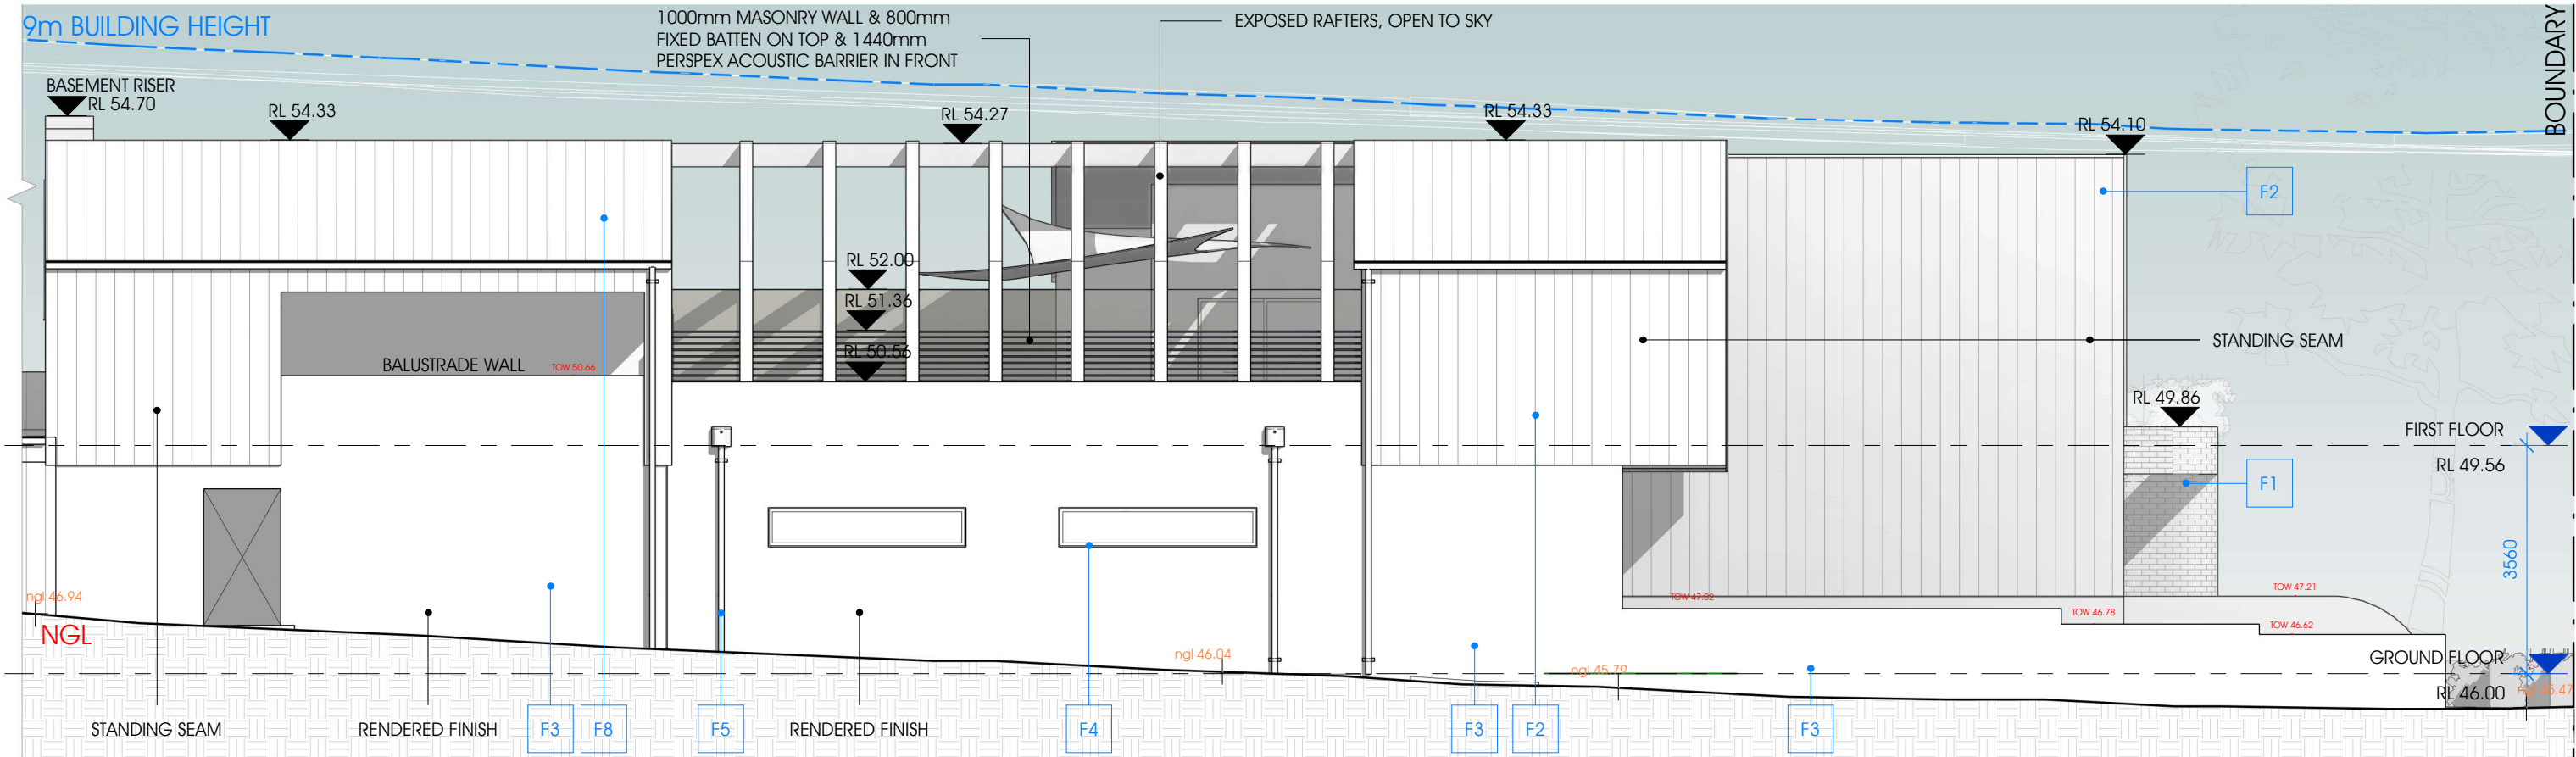 9m BUILDING HEIGHT
1000mm MASONRY WALL & 800mm
FIXED BATTEN ON TOP & 1440mm
PERSPEX ACOUSTIC BARRIER IN FRONT
EXPOSED RAFTERS, OPEN TO SKY
BOUNDARY
BASEMENT RISER
RL 54.70
RL 54.33
RL 54.27
RL 54.33
RL 54.10
F2
RL 52.00
RL 51.36
RL 50.56
BALUSTRADE WALL
TOW 50.66
STANDING SEAM
RL 49.86
FIRST FLOOR
RL 49.56
F1
3560
ngl 46.94
NGL
TOW 47.02
TOW 47.21
TOW 46.78
TOW 46.62
ngl 46.04
ngl 45.79
GROUND FLOOR
RL 46.00
ngl 45.47
STANDING SEAM
RENDERED FINISH
F3
F8
F5
RENDERED FINISH
F4
F3
F2
F3